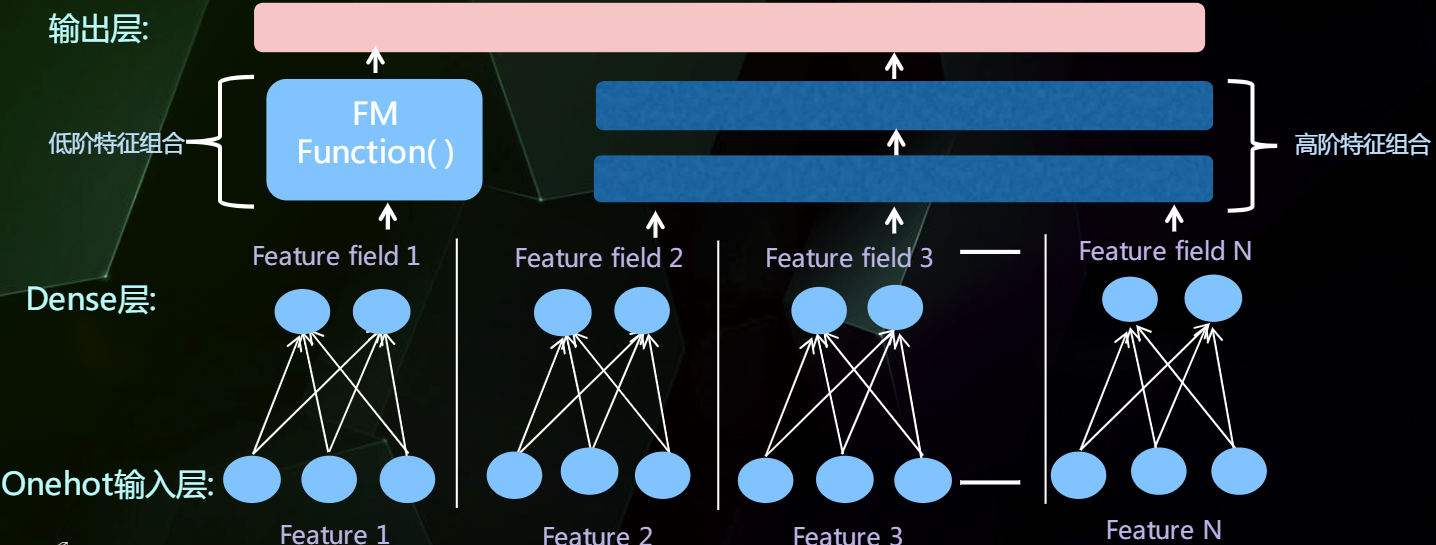 输出层:
FM
Function( )
低阶特征组合
高阶特征组合
Feature field 1
Feature field 2
Feature field 3
Feature field N
Dense层:
Onehot输入层:
Feature 1
Feature 2
Feature 3
Feature N